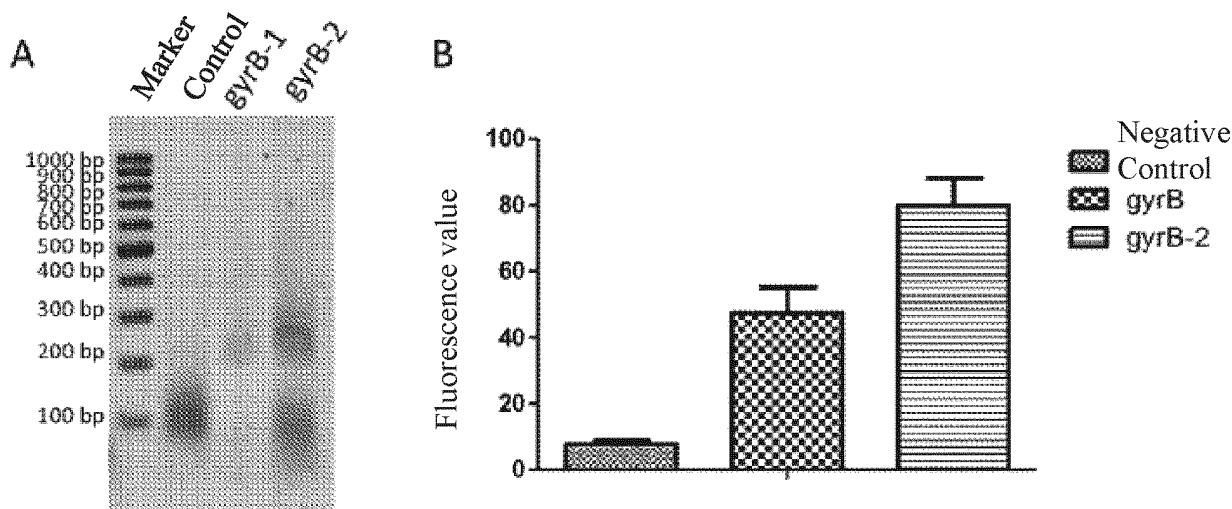 A
Marker
Control
gyrB-1
gyrB-2
1000 bp
900 bp
800 bp
700 bp
600 bp
500 bp
400 bp
300 bp
200 bp
100 bp
B
Fluorescence value
100
80
60
40
20
0
Negative
Control
gyrB
gyrB-2